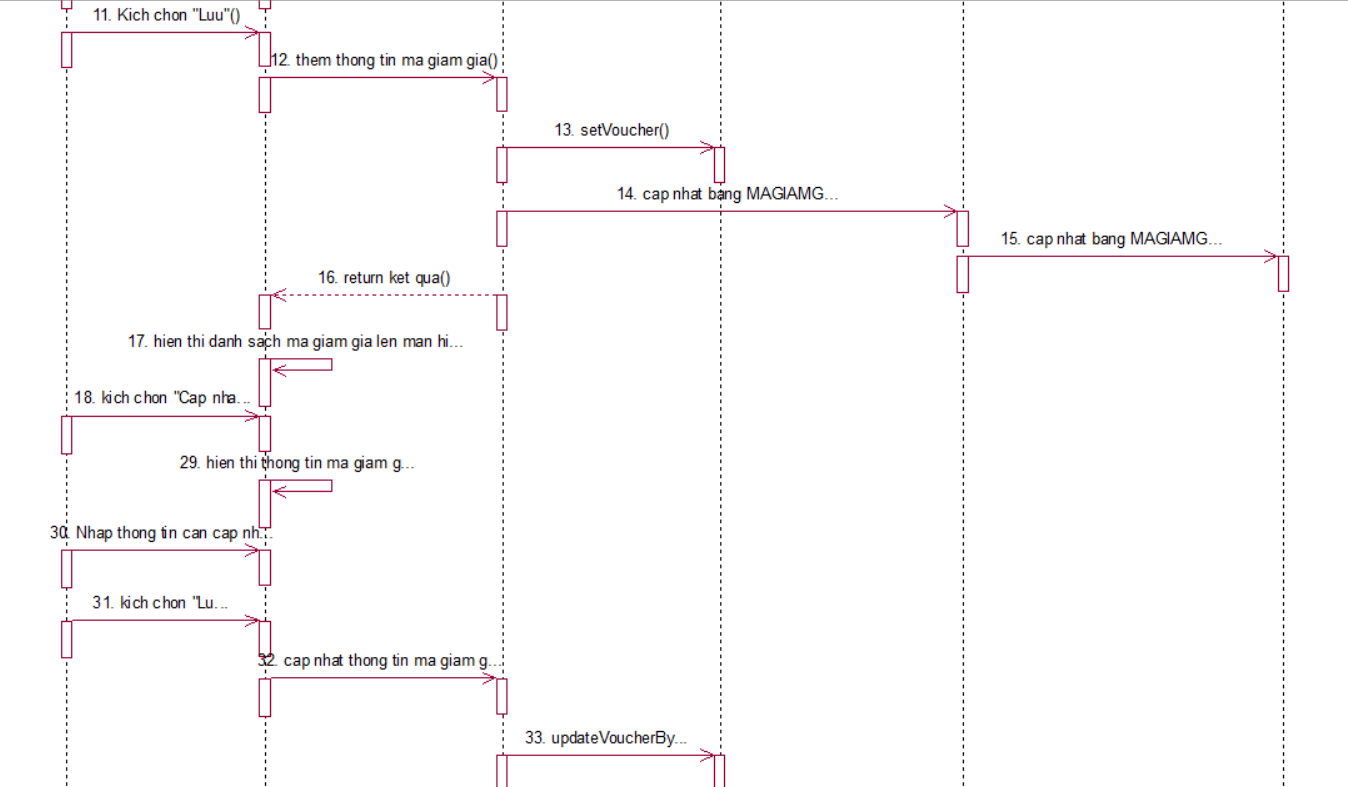 11. Kich chon "Luu"()
12. them thong tin ma giam gia()
13. setVoucher()
14. cap nhat bang MAGIAMG...
15. cap nhat bang MAGIAMG...
16. return ket qua()
17. hien thi danh sach ma giam gia len man hi...
18. kich chon "Cap nha...
29. hien thi thong tin ma giam g...
30. Nhap thong tin can cap nh...
31. kich chon "Lu...
32. cap nhat thong tin ma giam g...
33. updateVoucherBy...